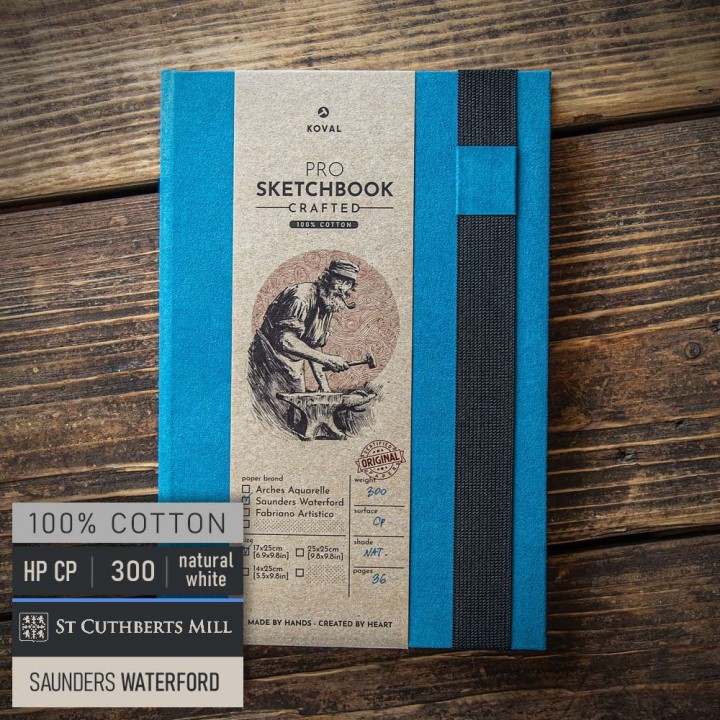 KOVAL
PRO
SKETCHBOOK
CRAFTED
100% COTTON
CERTIFIED
ORIGINAL
PAPER
paper brand
Arches Aquarelle
Saunders Waterford
Fabriano Artistico
weight
300
surface
CP
shade
NAT.
pages
36
size
17x25cm
[6.9x9.8in]
25x25cm
[9.8x9.8in]
14x25cm
[5.5x9.8in]
MADE BY HANDS - CREATED BY HEART
100% COTTON
HP CP | 300 | natural white
ST CUTHBERTS MILL
SAUNDERS WATERFORD